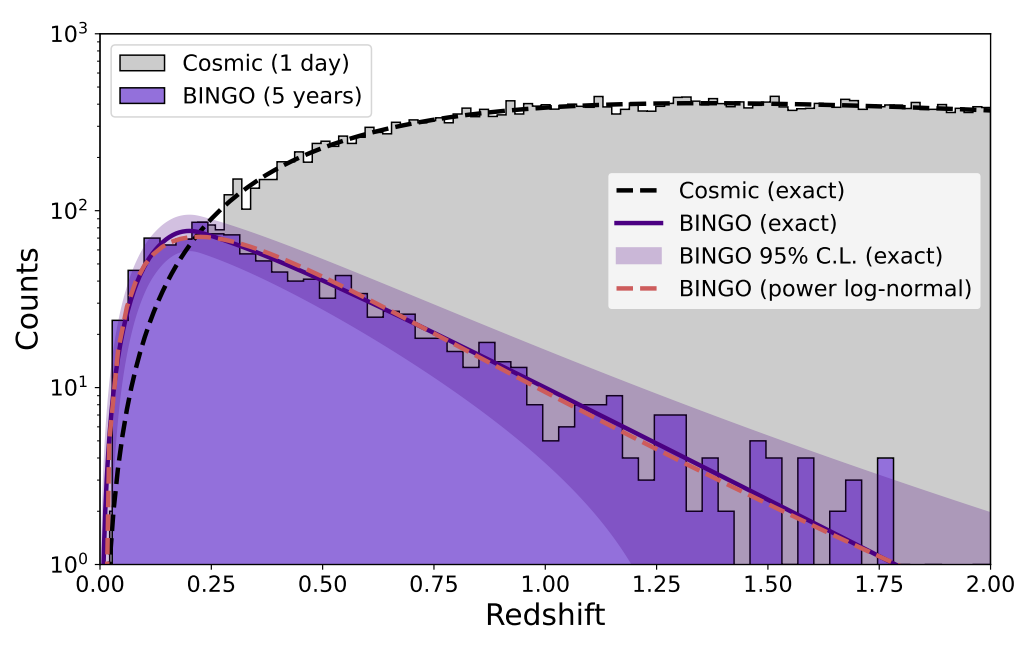 10³
Cosmic (1 day)
BINGO (5 years)
Cosmic (exact)
10²
BINGO (exact)
BINGO 95% C.L. (exact)
BINGO (power log-normal)
Counts
10¹
10⁰
0.00 0.25 0.50 0.75 1.00 1.25 1.50 1.75 2.00
Redshift